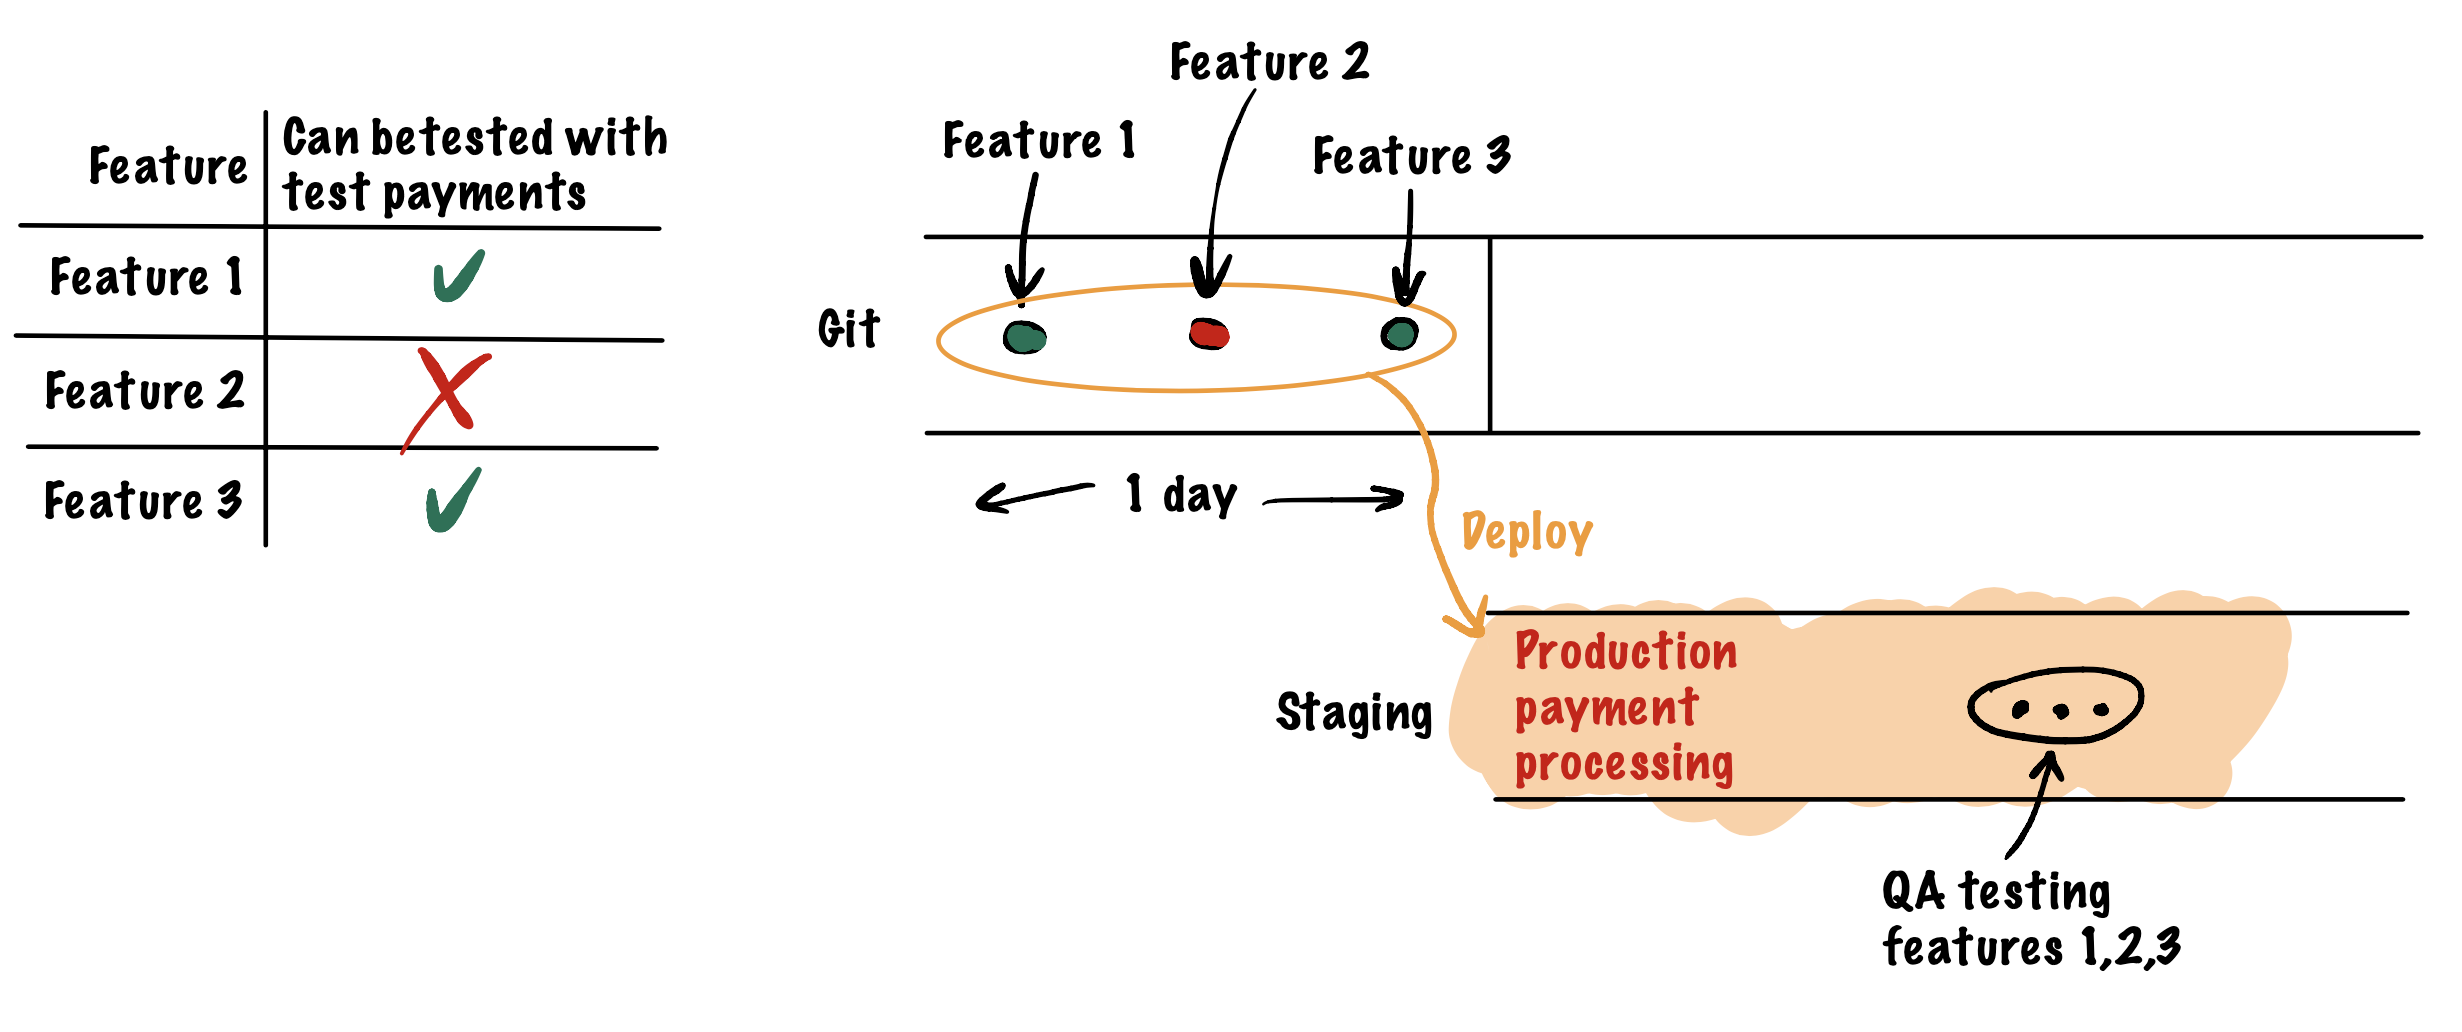 Feature
Can betested with
test payments
Feature 1
Feature 2
Feature 3
Feature 1
Feature 2
Feature 3
Git
1 day
Deploy
Staging
Production
payment
processing
QA testing
features 1,2,3